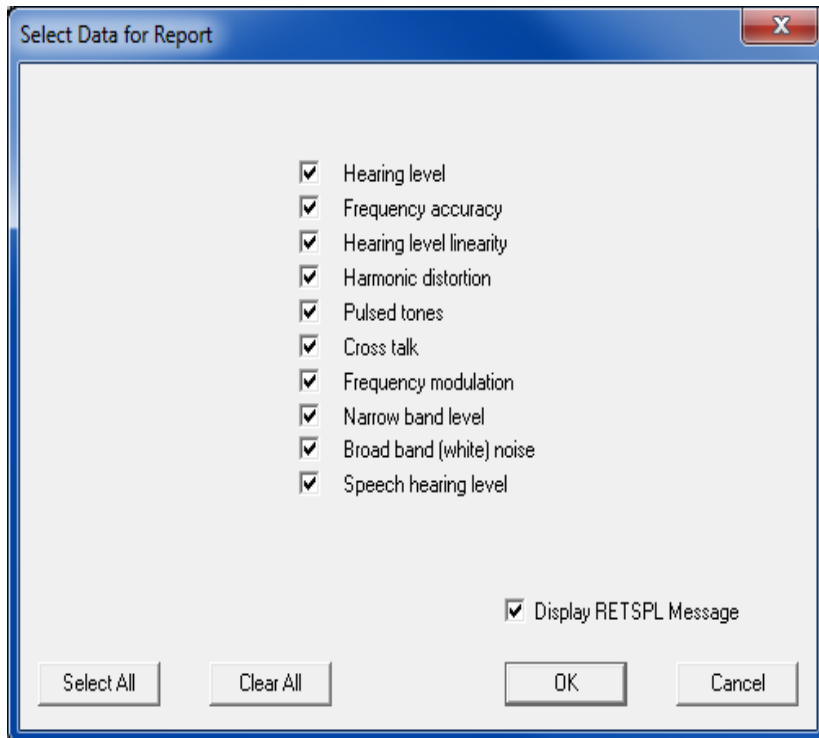 Select Data for Report
Hearing level
Frequency accuracy
Hearing level linearity
Harmonic distortion
Pulsed tones
Cross talk
Frequency modulation
Narrow band level
Broad band (white) noise
Speech hearing level
Display RETSPL Message
Select All
Clear All
OK
Cancel